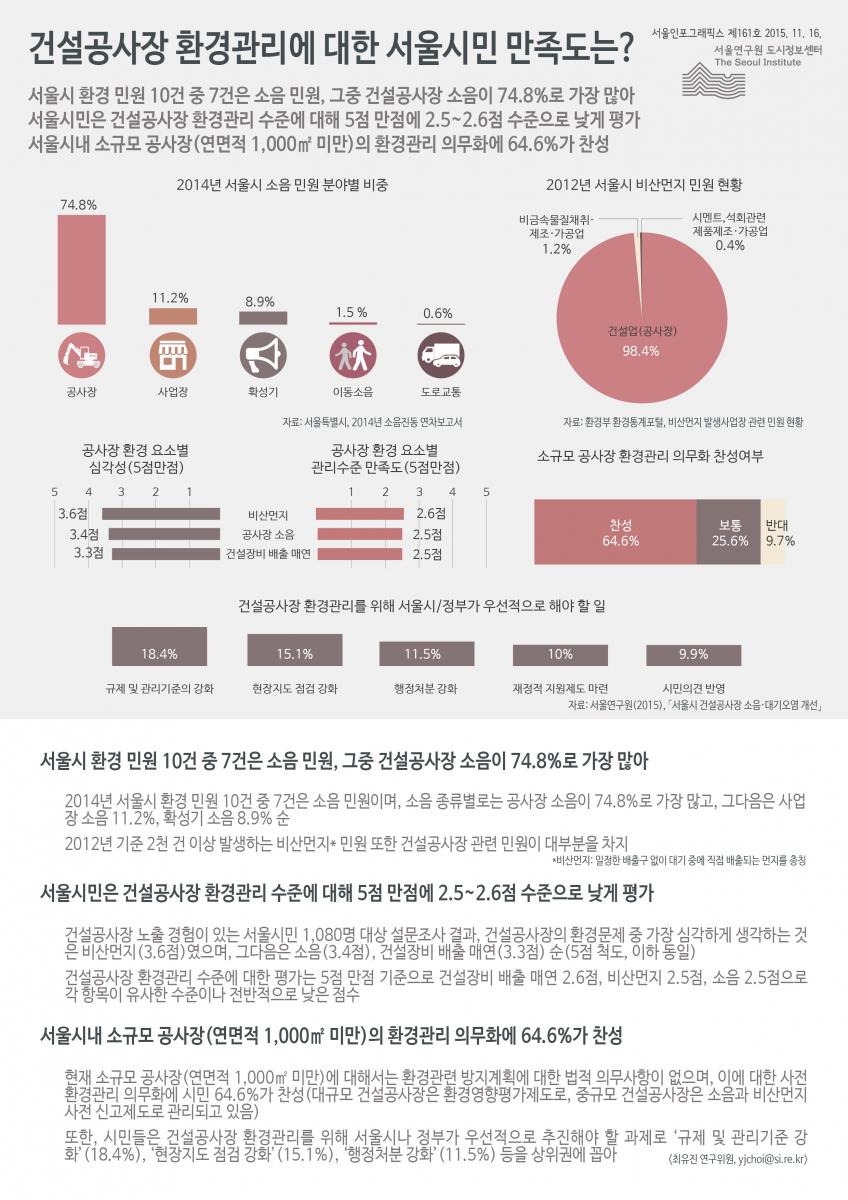 건설공사장 환경관리에 대한 서울시민 만족도는?
서울인포그래픽스 제161호 2015. 11. 16.
서울연구원 도시정보센터
The Seoul Institute
서울시 환경 민원 10건 중 7건은 소음 민원, 그중 건설공사장 소음이 74.8%로 가장 많아
서울시민은 건설공사장 환경관리 수준에 대해 5점 만점에 2.5~2.6점 수준으로 낮게 평가
서울시내 소규모 공사장(연면적 1,000㎡ 미만)의 환경관리 의무화에 64.6%가 찬성
2014년 서울시 소음 민원 분야별 비중
74.8%
11.2%
8.9%
1.5 %
0.6%
공사장
사업장
확성기
이동소음
도로교통
자료: 서울특별시, 2014년 소음진동 연차보고서
2012년 서울시 비산먼지 민원 현황
비금속물질채취·
제조·가공업
1.2%
시멘트,석회관련
제품제조·가공업
0.4%
건설업(공사장)
98.4%
자료: 환경부 환경통계포털, 비산먼지 발생사업장 관련 민원 현황
공사장 환경 요소별
심각성(5점만점)
공사장 환경 요소별
관리수준 만족도(5점만점)
5 4 3 2 1
1 2 3 4 5
3.6점 비산먼지 2.6점
3.4점 공사장 소음 2.5점
3.3점 건설장비 배출 매연 2.5점
소규모 공사장 환경관리 의무화 찬성여부
찬성
64.6%
보통
25.6%
반대
9.7%
건설공사장 환경관리를 위해 서울시/정부가 우선적으로 해야 할 일
18.4%
15.1%
11.5%
10%
9.9%
규제 및 관리기준의 강화
현장지도 점검 강화
행정처분 강화
재정적 지원제도 마련
시민의견 반영
자료: 서울연구원(2015), 「서울시 건설공사장 소음·대기오염 개선」
서울시 환경 민원 10건 중 7건은 소음 민원, 그중 건설공사장 소음이 74.8%로 가장 많아
2014년 서울시 환경 민원 10건 중 7건은 소음 민원이며, 소음 종류별로는 공사장 소음이 74.8%로 가장 많고, 그다음은 사업
장 소음 11.2%, 확성기 소음 8.9% 순
2012년 기준 2천 건 이상 발생하는 비산먼지* 민원 또한 건설공사장 관련 민원이 대부분을 차지
*비산먼지: 일정한 배출구 없이 대기 중에 직접 배출되는 먼지를 총칭
서울시민은 건설공사장 환경관리 수준에 대해 5점 만점에 2.5~2.6점 수준으로 낮게 평가
건설공사장 노출 경험이 있는 서울시민 1,080명 대상 설문조사 결과, 건설공사장의 환경문제 중 가장 심각하게 생각하는 것
은 비산먼지(3.6점)였으며, 그다음은 소음(3.4점), 건설장비 배출 매연(3.3점) 순(5점 척도, 이하 동일)
건설공사장 환경관리 수준에 대한 평가는 5점 만점 기준으로 건설장비 배출 매연 2.6점, 비산먼지 2.5점, 소음 2.5점으로
각 항목이 유사한 수준이나 전반적으로 낮은 점수
서울시내 소규모 공사장(연면적 1,000㎡ 미만)의 환경관리 의무화에 64.6%가 찬성
현재 소규모 공사장(연면적 1,000㎡ 미만)에 대해서는 환경관련 방지계획에 대한 법적 의무사항이 없으며, 이에 대한 사전
환경관리 의무화에 시민 64.6%가 찬성(대규모 건설공사장은 환경영향평가제도로, 중규모 건설공사장은 소음과 비산먼지
사전 신고제도로 관리되고 있음)
또한, 시민들은 건설공사장 환경관리를 위해 서울시나 정부가 우선적으로 추진해야 할 과제로 ‘규제 및 관리기준 강
화’(18.4%), ‘현장지도 점검 강화’(15.1%), ‘행정처분 강화’(11.5%) 등을 상위권에 꼽아
〈최유진 연구위원, yjchoi@si.re.kr〉